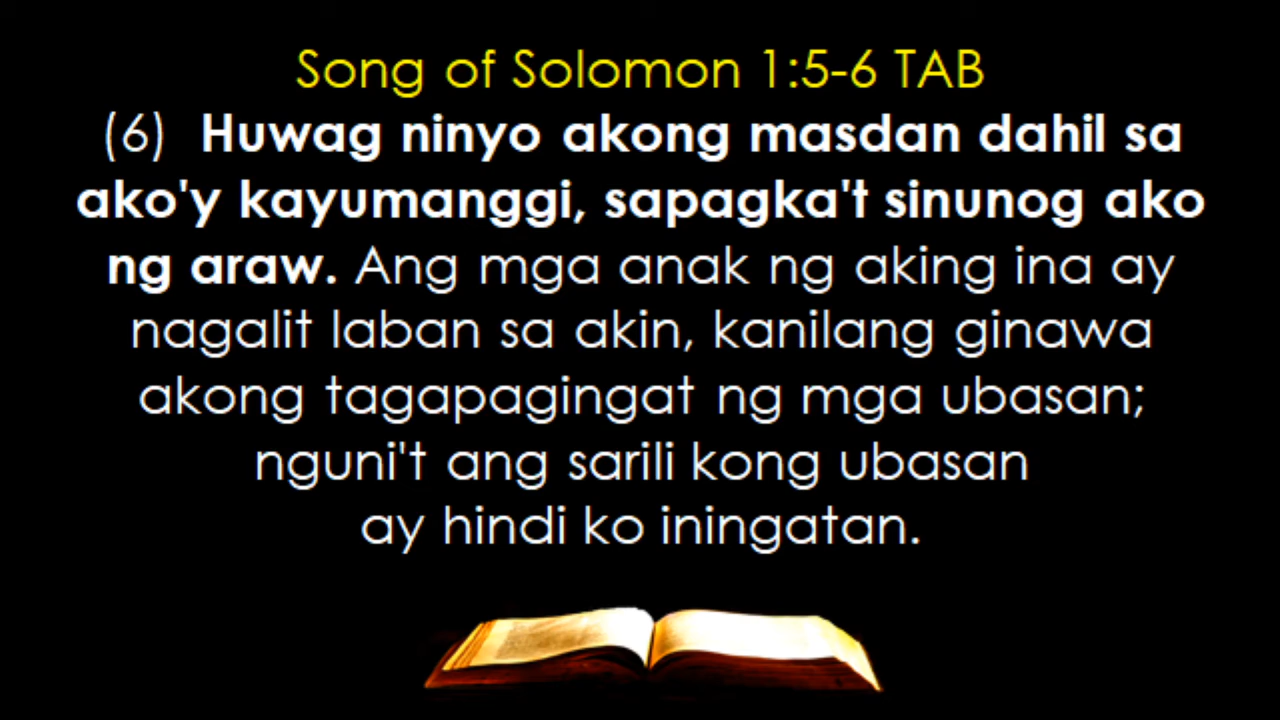 Song of Solomon 1:5-6 TAB
(6) Huwag ninyo akong masdan dahil sa
ako'y kayumanggi, sapagka't sinunog ako
ng araw. Ang mga anak ng aking ina ay
nagalit laban sa akin, kanilang ginawa
akong tagapagingat ng mga ubasan;
nguni't ang sarili kong ubasan
ay hindi ko iningatan.